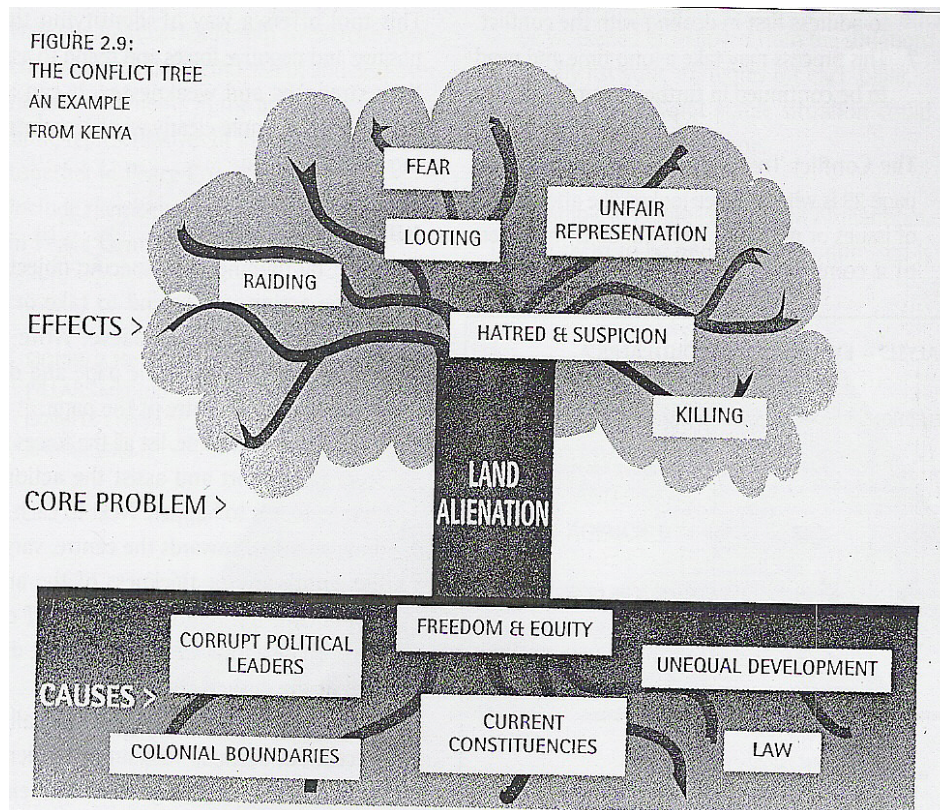 FIGURE 2.9:
THE CONFLICT TREE
AN EXAMPLE
FROM KENYA
FEAR
UNFAIR
REPRESENTATION
LOOTING
RAIDING
EFFECTS >
HATRED & SUSPICION
KILLING
LAND
ALIENATION
CORE PROBLEM >
FREEDOM & EQUITY
CORRUPT POLITICAL
LEADERS
UNEQUAL DEVELOPMENT
CAUSES >
CURRENT
CONSTITUENCIES
COLONIAL BOUNDARIES
LAW